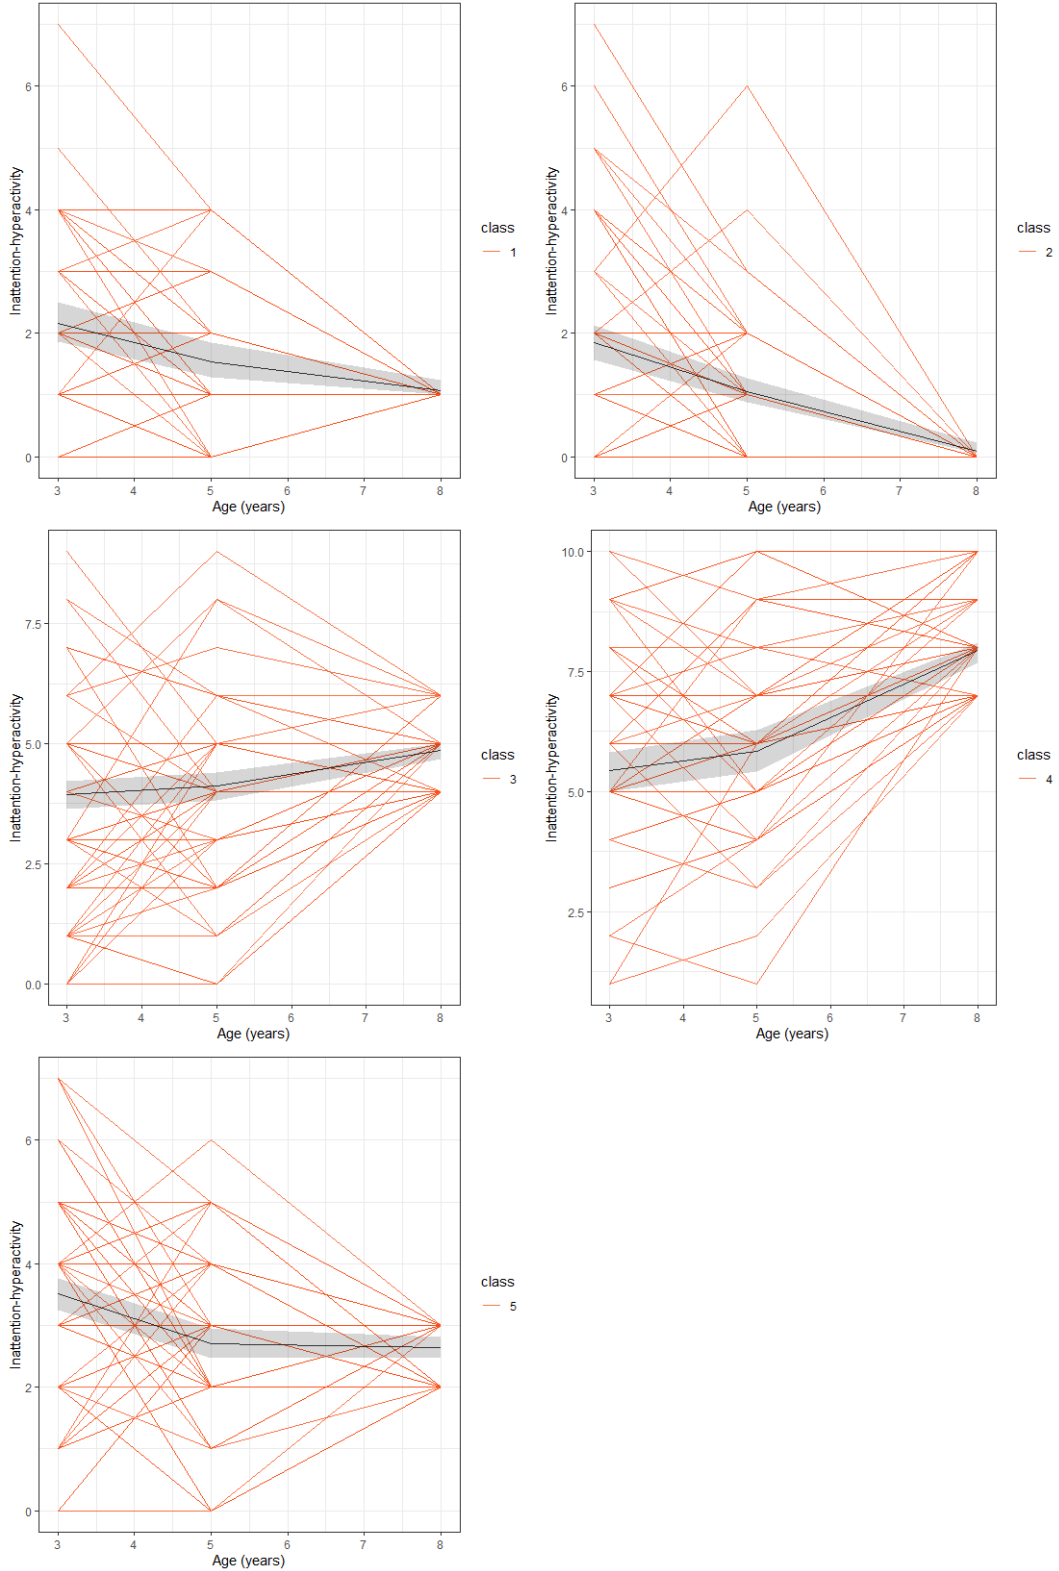 Inattention-hyperactivity
6
4
2
0
3 4 5 6 7 8
Age (years)
class
1
Inattention-hyperactivity
6
4
2
0
3 4 5 6 7 8
Age (years)
class
2
Inattention-hyperactivity
7.5
5.0
2.5
0.0
3 4 5 6 7 8
Age (years)
class
3
Inattention-hyperactivity
10.0
7.5
5.0
2.5
3 4 5 6 7 8
Age (years)
class
4
Inattention-hyperactivity
6
4
2
0
3 4 5 6 7 8
Age (years)
class
5